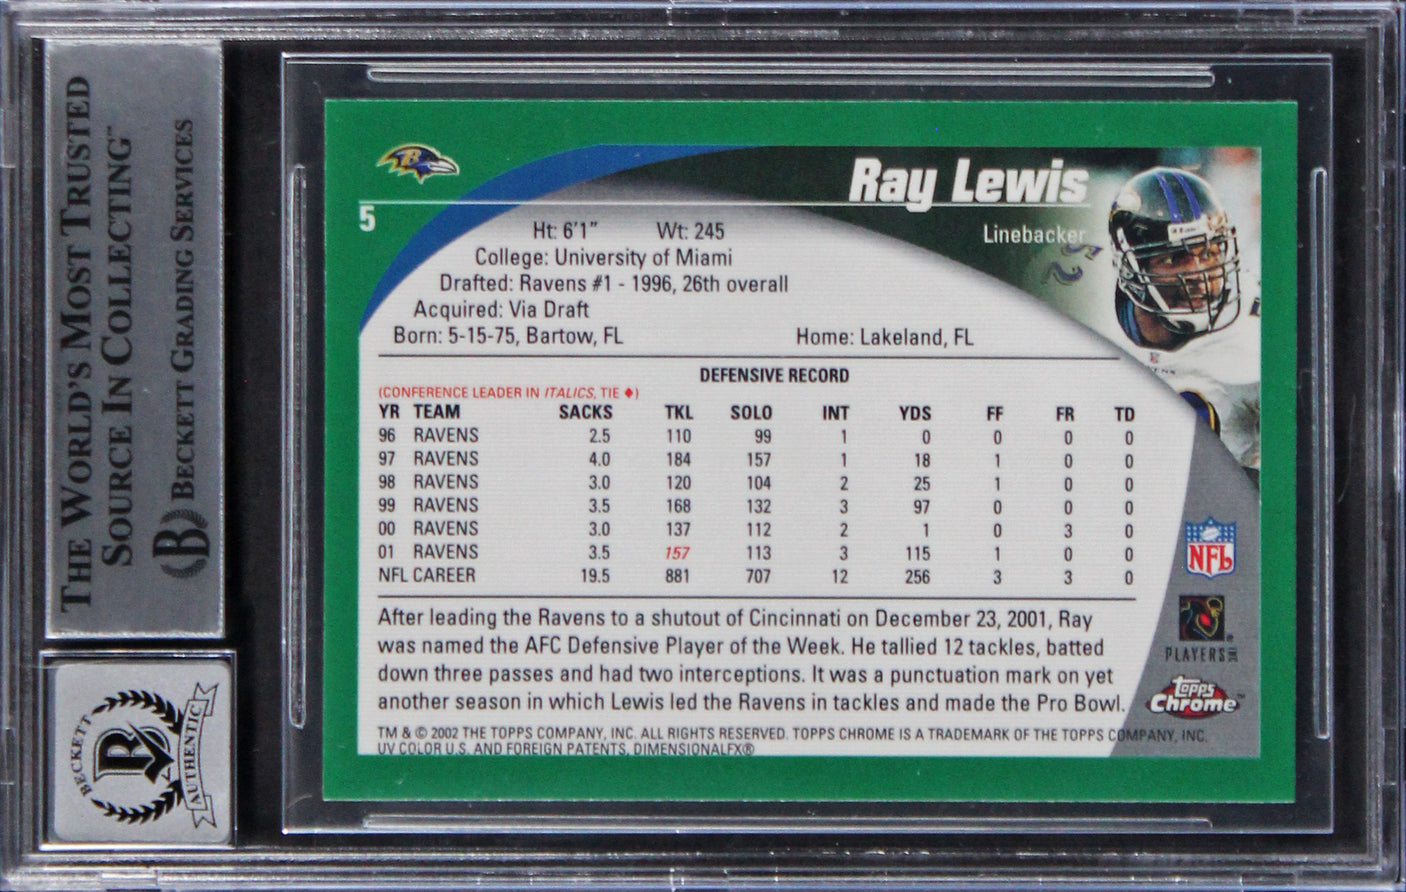 THE WORLD'S MOST TRUSTED
SOURCE IN COLLECTING™
BECKETT GRADING SERVICES
BECKETT
AUTHENTIC
5
Ray Lewis
Linebacker
Ht: 6'1" Wt: 245
College: University of Miami
Drafted: Ravens #1 - 1996, 26th overall
Acquired: Via Draft
Born: 5-15-75, Bartow, FL Home: Lakeland, FL
DEFENSIVE RECORD
(CONFERENCE LEADER IN ITALICS, TIE ♦)
YR TEAM SACKS TKL SOLO INT YDS FF FR TD
96 RAVENS 2.5 110 99 1 0 0 0 0
97 RAVENS 4.0 184 157 1 18 1 0 0
98 RAVENS 3.0 120 104 2 25 1 0 0
99 RAVENS 3.5 168 132 3 97 0 0 0
00 RAVENS 3.0 137 112 2 1 0 3 0
01 RAVENS 3.5 157 113 3 115 1 0 0
NFL CAREER 19.5 881 707 12 256 3 3 0
After leading the Ravens to a shutout of Cincinnati on December 23, 2001, Ray
was named the AFC Defensive Player of the Week. He tallied 12 tackles, batted
down three passes and had two interceptions. It was a punctuation mark on yet
another season in which Lewis led the Ravens in tackles and made the Pro Bowl.
TM & © 2002 THE TOPPS COMPANY, INC. ALL RIGHTS RESERVED. TOPPS CHROME IS A TRADEMARK OF THE TOPPS COMPANY, INC.
UV COLOR U.S. AND FOREIGN PATENTS, DIMENSIONALFX®
NFL
PLAYERS INC
Topps
Chrome™